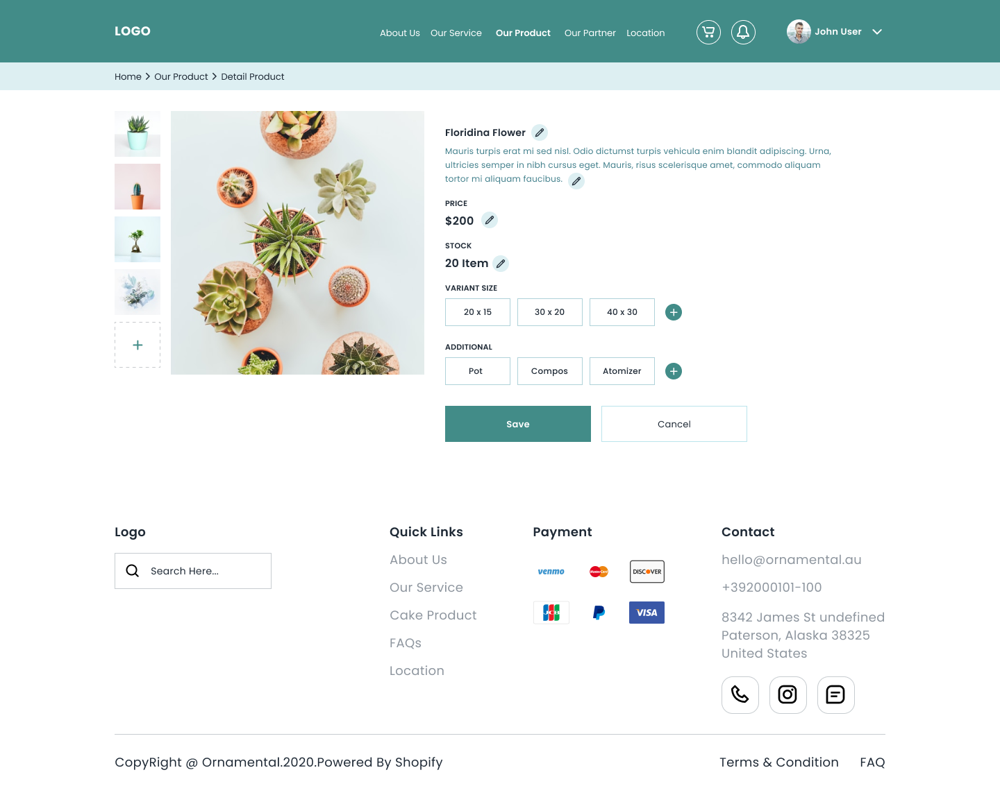 LOGO
About Us
Our Service
Our Product
Our Partner
Location
John User
Home
Our Product
Detail Product
Floridina Flower
Mauris turpis erat mi sed nisl. Odio dictumst turpis vehicula enim blandit adipiscing. Urna,
ultricies semper in nibh cursus eget. Mauris, risus scelerisque amet, commodo aliquam
tortor mi aliquam faucibus.
PRICE
$200
STOCK
20 Item
VARIANT SIZE
20 x 15
30 x 20
40 x 30
ADDITIONAL
Pot
Compos
Atomizer
Save
Cancel
Logo
Search Here...
Quick Links
About Us
Our Service
Cake Product
FAQs
Location
Payment
venmo
MasterCard
DISCOVER
JCB
VISA
Contact
hello@ornamental.au
+392000101-100
8342 James St undefined
Paterson, Alaska 38325
United States
CopyRight @ Ornamental.2020.Powered By Shopify
Terms & Condition
FAQ